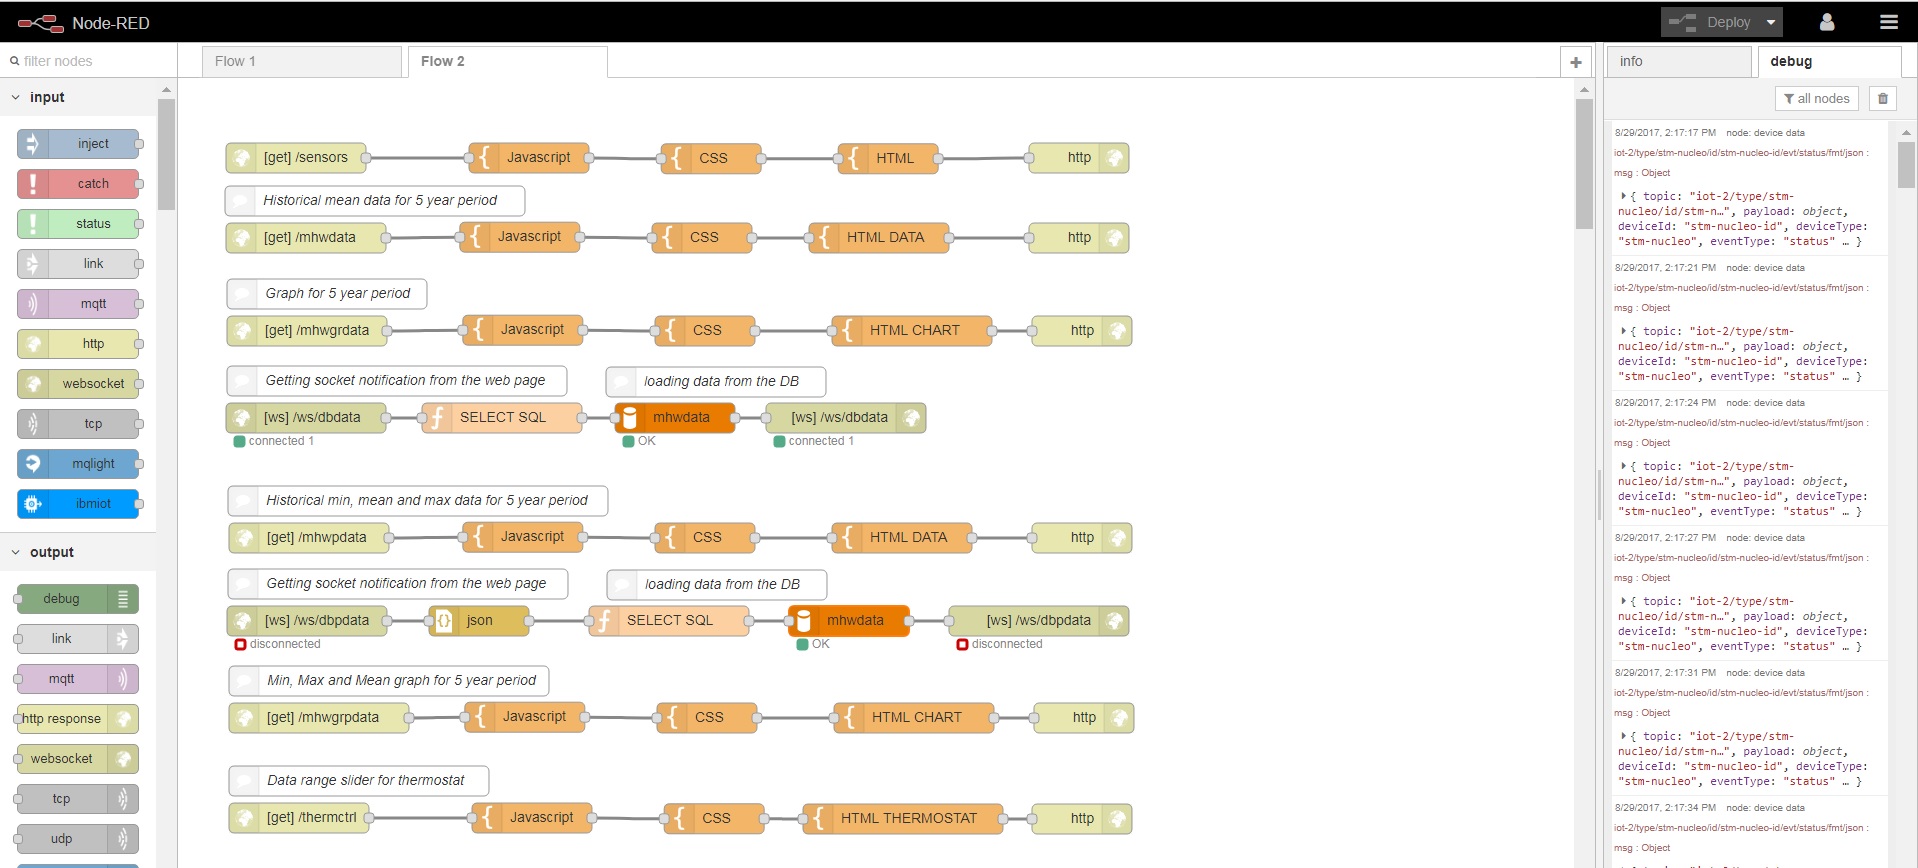 Node-RED
Deploy
filter nodes
Flow 1
Flow 2
info
debug
all nodes
input
inject
catch
status
link
mqtt
http
websocket
tcp
mqlight
ibmiot
output
debug
link
mqtt
http response
websocket
tcp
udp
[get] /sensors
Javascript
CSS
HTML
http
Historical mean data for 5 year period
[get] /mhwdata
Javascript
CSS
HTML DATA
http
Graph for 5 year period
[get] /mhwgrdata
Javascript
CSS
HTML CHART
http
Getting socket notification from the web page
loading data from the DB
[ws] /ws/dbdata
SELECT SQL
mhwdata
[ws] /ws/dbdata
connected 1
OK
connected 1
Historical min, mean and max data for 5 year period
[get] /mhwpdata
Javascript
CSS
HTML DATA
http
Getting socket notification from the web page
loading data from the DB
[ws] /ws/dbpdata
json
SELECT SQL
mhwdata
[ws] /ws/dbpdata
disconnected
OK
disconnected
Min, Max and Mean graph for 5 year period
[get] /mhwgrpdata
Javascript
CSS
HTML CHART
http
Data range slider for thermostat
[get] /thermctrl
Javascript
CSS
HTML THERMOSTAT
http
8/29/2017, 2:17:17 PM node: device data
iot-2/type/stm-nucleo/id/stm-nucleo-id/evt/status/fmt/json :
msg : Object
{ topic: "iot-2/type/stm-
nucleo/id/stm-n…", payload: object,
deviceId: "stm-nucleo-id", deviceType:
"stm-nucleo", eventType: "status" … }
8/29/2017, 2:17:21 PM node: device data
iot-2/type/stm-nucleo/id/stm-nucleo-id/evt/status/fmt/json :
msg : Object
{ topic: "iot-2/type/stm-
nucleo/id/stm-n…", payload: object,
deviceId: "stm-nucleo-id", deviceType:
"stm-nucleo", eventType: "status" … }
8/29/2017, 2:17:24 PM node: device data
iot-2/type/stm-nucleo/id/stm-nucleo-id/evt/status/fmt/json :
msg : Object
{ topic: "iot-2/type/stm-
nucleo/id/stm-n…", payload: object,
deviceId: "stm-nucleo-id", deviceType:
"stm-nucleo", eventType: "status" … }
8/29/2017, 2:17:27 PM node: device data
iot-2/type/stm-nucleo/id/stm-nucleo-id/evt/status/fmt/json :
msg : Object
{ topic: "iot-2/type/stm-
nucleo/id/stm-n…", payload: object,
deviceId: "stm-nucleo-id", deviceType:
"stm-nucleo", eventType: "status" … }
8/29/2017, 2:17:31 PM node: device data
iot-2/type/stm-nucleo/id/stm-nucleo-id/evt/status/fmt/json :
msg : Object
{ topic: "iot-2/type/stm-
nucleo/id/stm-n…", payload: object,
deviceId: "stm-nucleo-id", deviceType:
"stm-nucleo", eventType: "status" … }
8/29/2017, 2:17:34 PM node: device data
iot-2/type/stm-nucleo/id/stm-nucleo-id/evt/status/fmt/json :
msg : Object